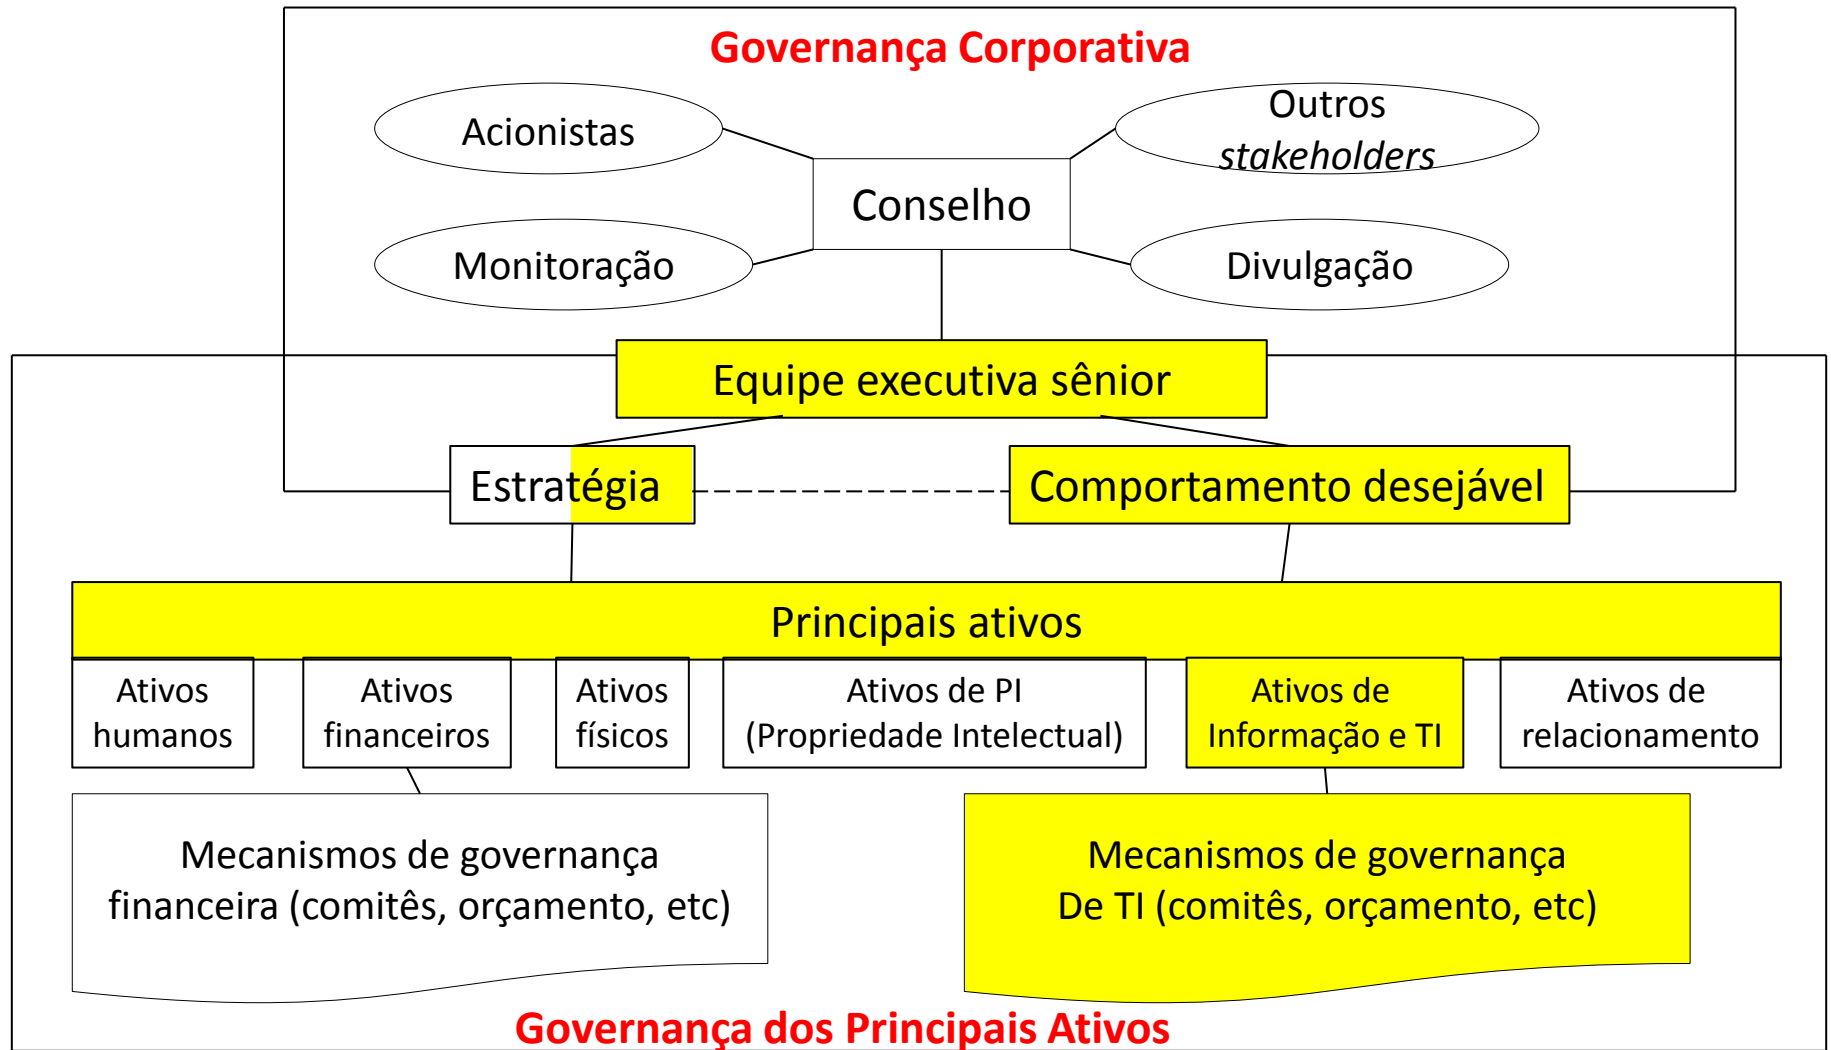 Governança Corporativa
Acionistas
Outros
stakeholders
Conselho
Monitoração
Divulgação
Equipe executiva sênior
Estratégia
Comportamento desejável
Principais ativos
Ativos
humanos
Ativos
financeiros
Ativos
físicos
Ativos de PI
(Propriedade Intelectual)
Ativos de
Informação e TI
Ativos de
relacionamento
Mecanismos de governança
financeira (comitês, orçamento, etc)
Mecanismos de governança
De TI (comitês, orçamento, etc)
Governança dos Principais Ativos